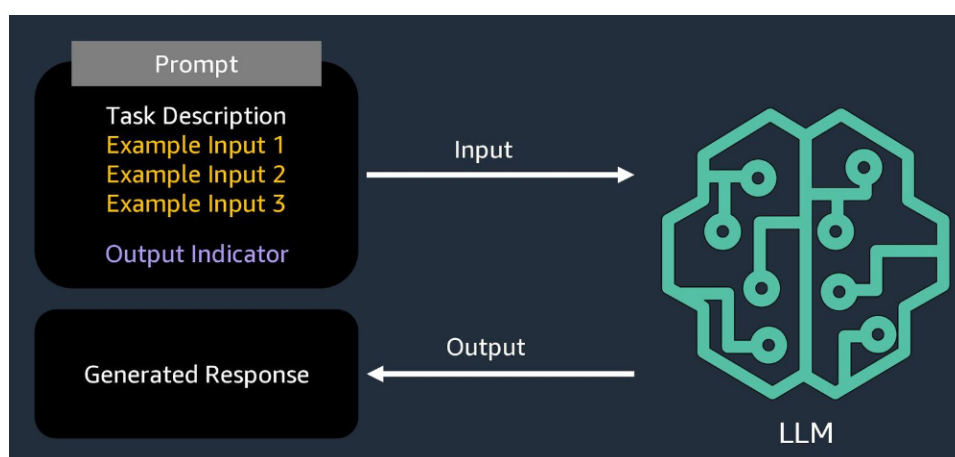 Prompt
Task Description
Example Input 1
Example Input 2
Example Input 3
Output Indicator
Input
Output
Generated Response
LLM